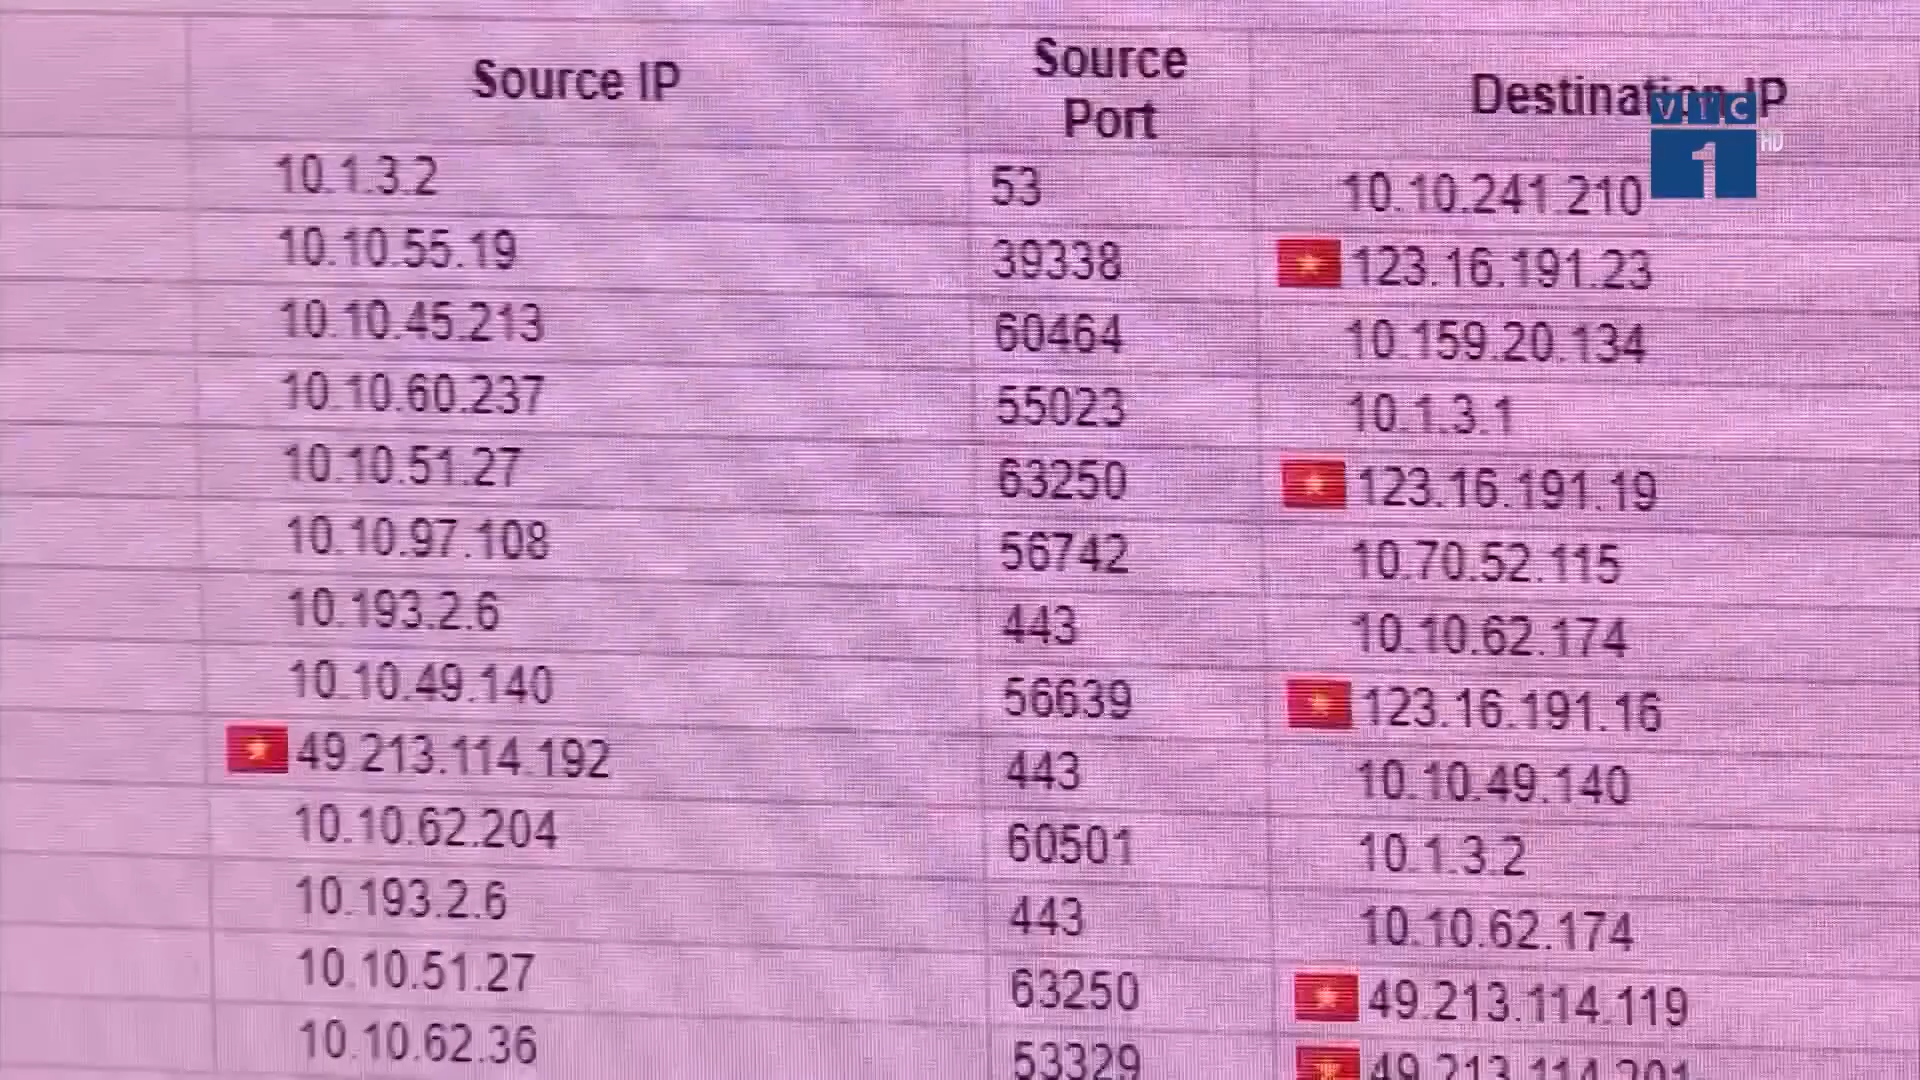 Source IP Source Port Destination IP
VTC
1 HD
10.1.3.2 53 10.10.241.210
10.10.55.19 39338 123.16.191.23
10.10.45.213 60464 10.159.20.134
10.10.60.237 55023 10.1.3.1
10.10.51.27 63250 123.16.191.19
10.10.97.108 56742 10.70.52.115
10.193.2.6 443 10.10.62.174
10.10.49.140 56639 123.16.191.16
49.213.114.192 443 10.10.49.140
10.10.62.204 60501 10.1.3.2
10.193.2.6 443 10.10.62.174
10.10.51.27 63250 49.213.114.119
10.10.62.36 53329 49.213.114.201